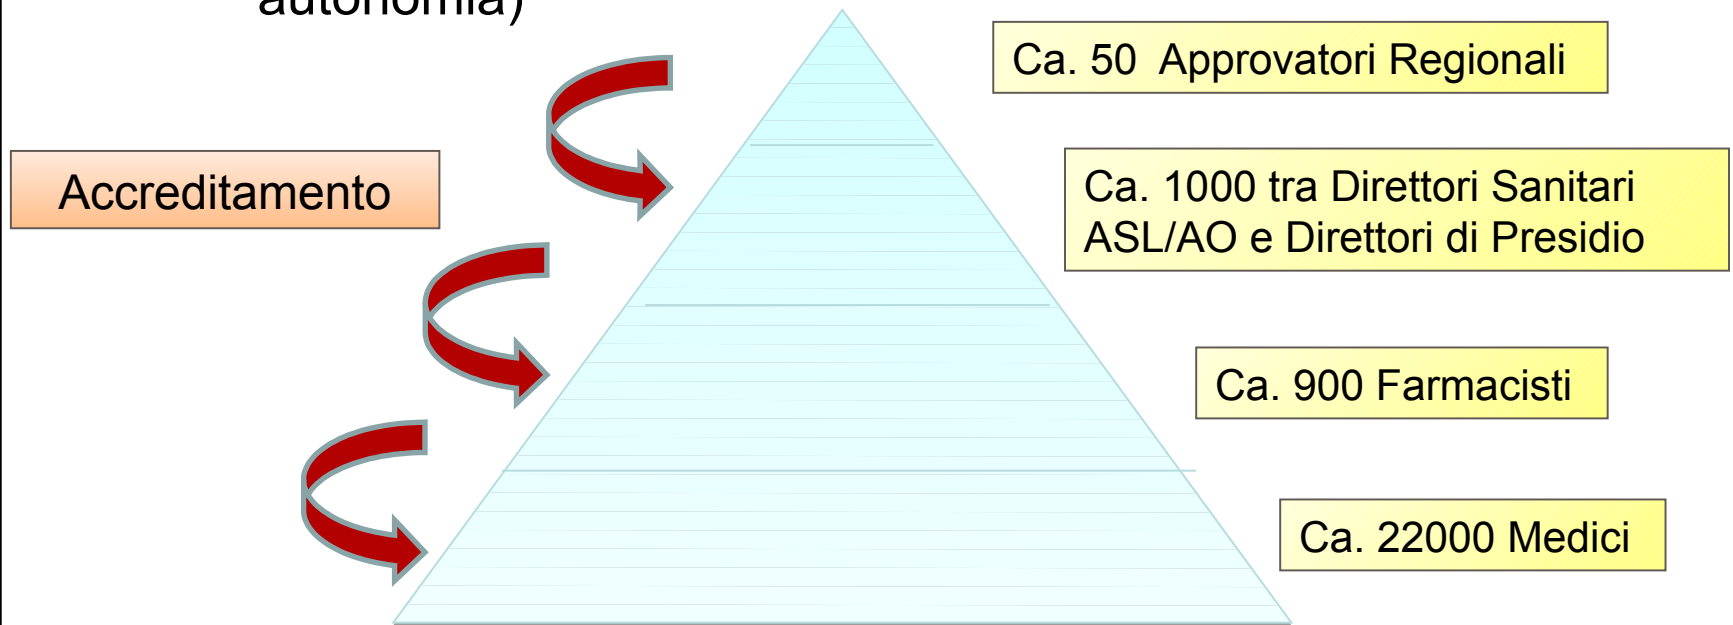 autonomia)
Ca. 50 Approvatori Regionali
Accreditamento
Ca. 1000 tra Direttori Sanitari
ASL/AO e Direttori di Presidio
Ca. 900 Farmacisti
Ca. 22000 Medici